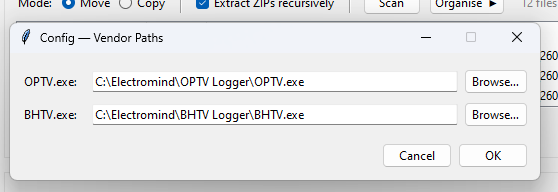 Mode: Move Copy Extract ZIPs recursively Scan Organise ▶ 12 files
Config — Vendor Paths
260
OPTV.exe: C:\Electromind\OPTV Logger\OPTV.exe Browse...
260
260
BHTV.exe: C:\Electromind\BHTV Logger\BHTV.exe Browse...
Cancel OK